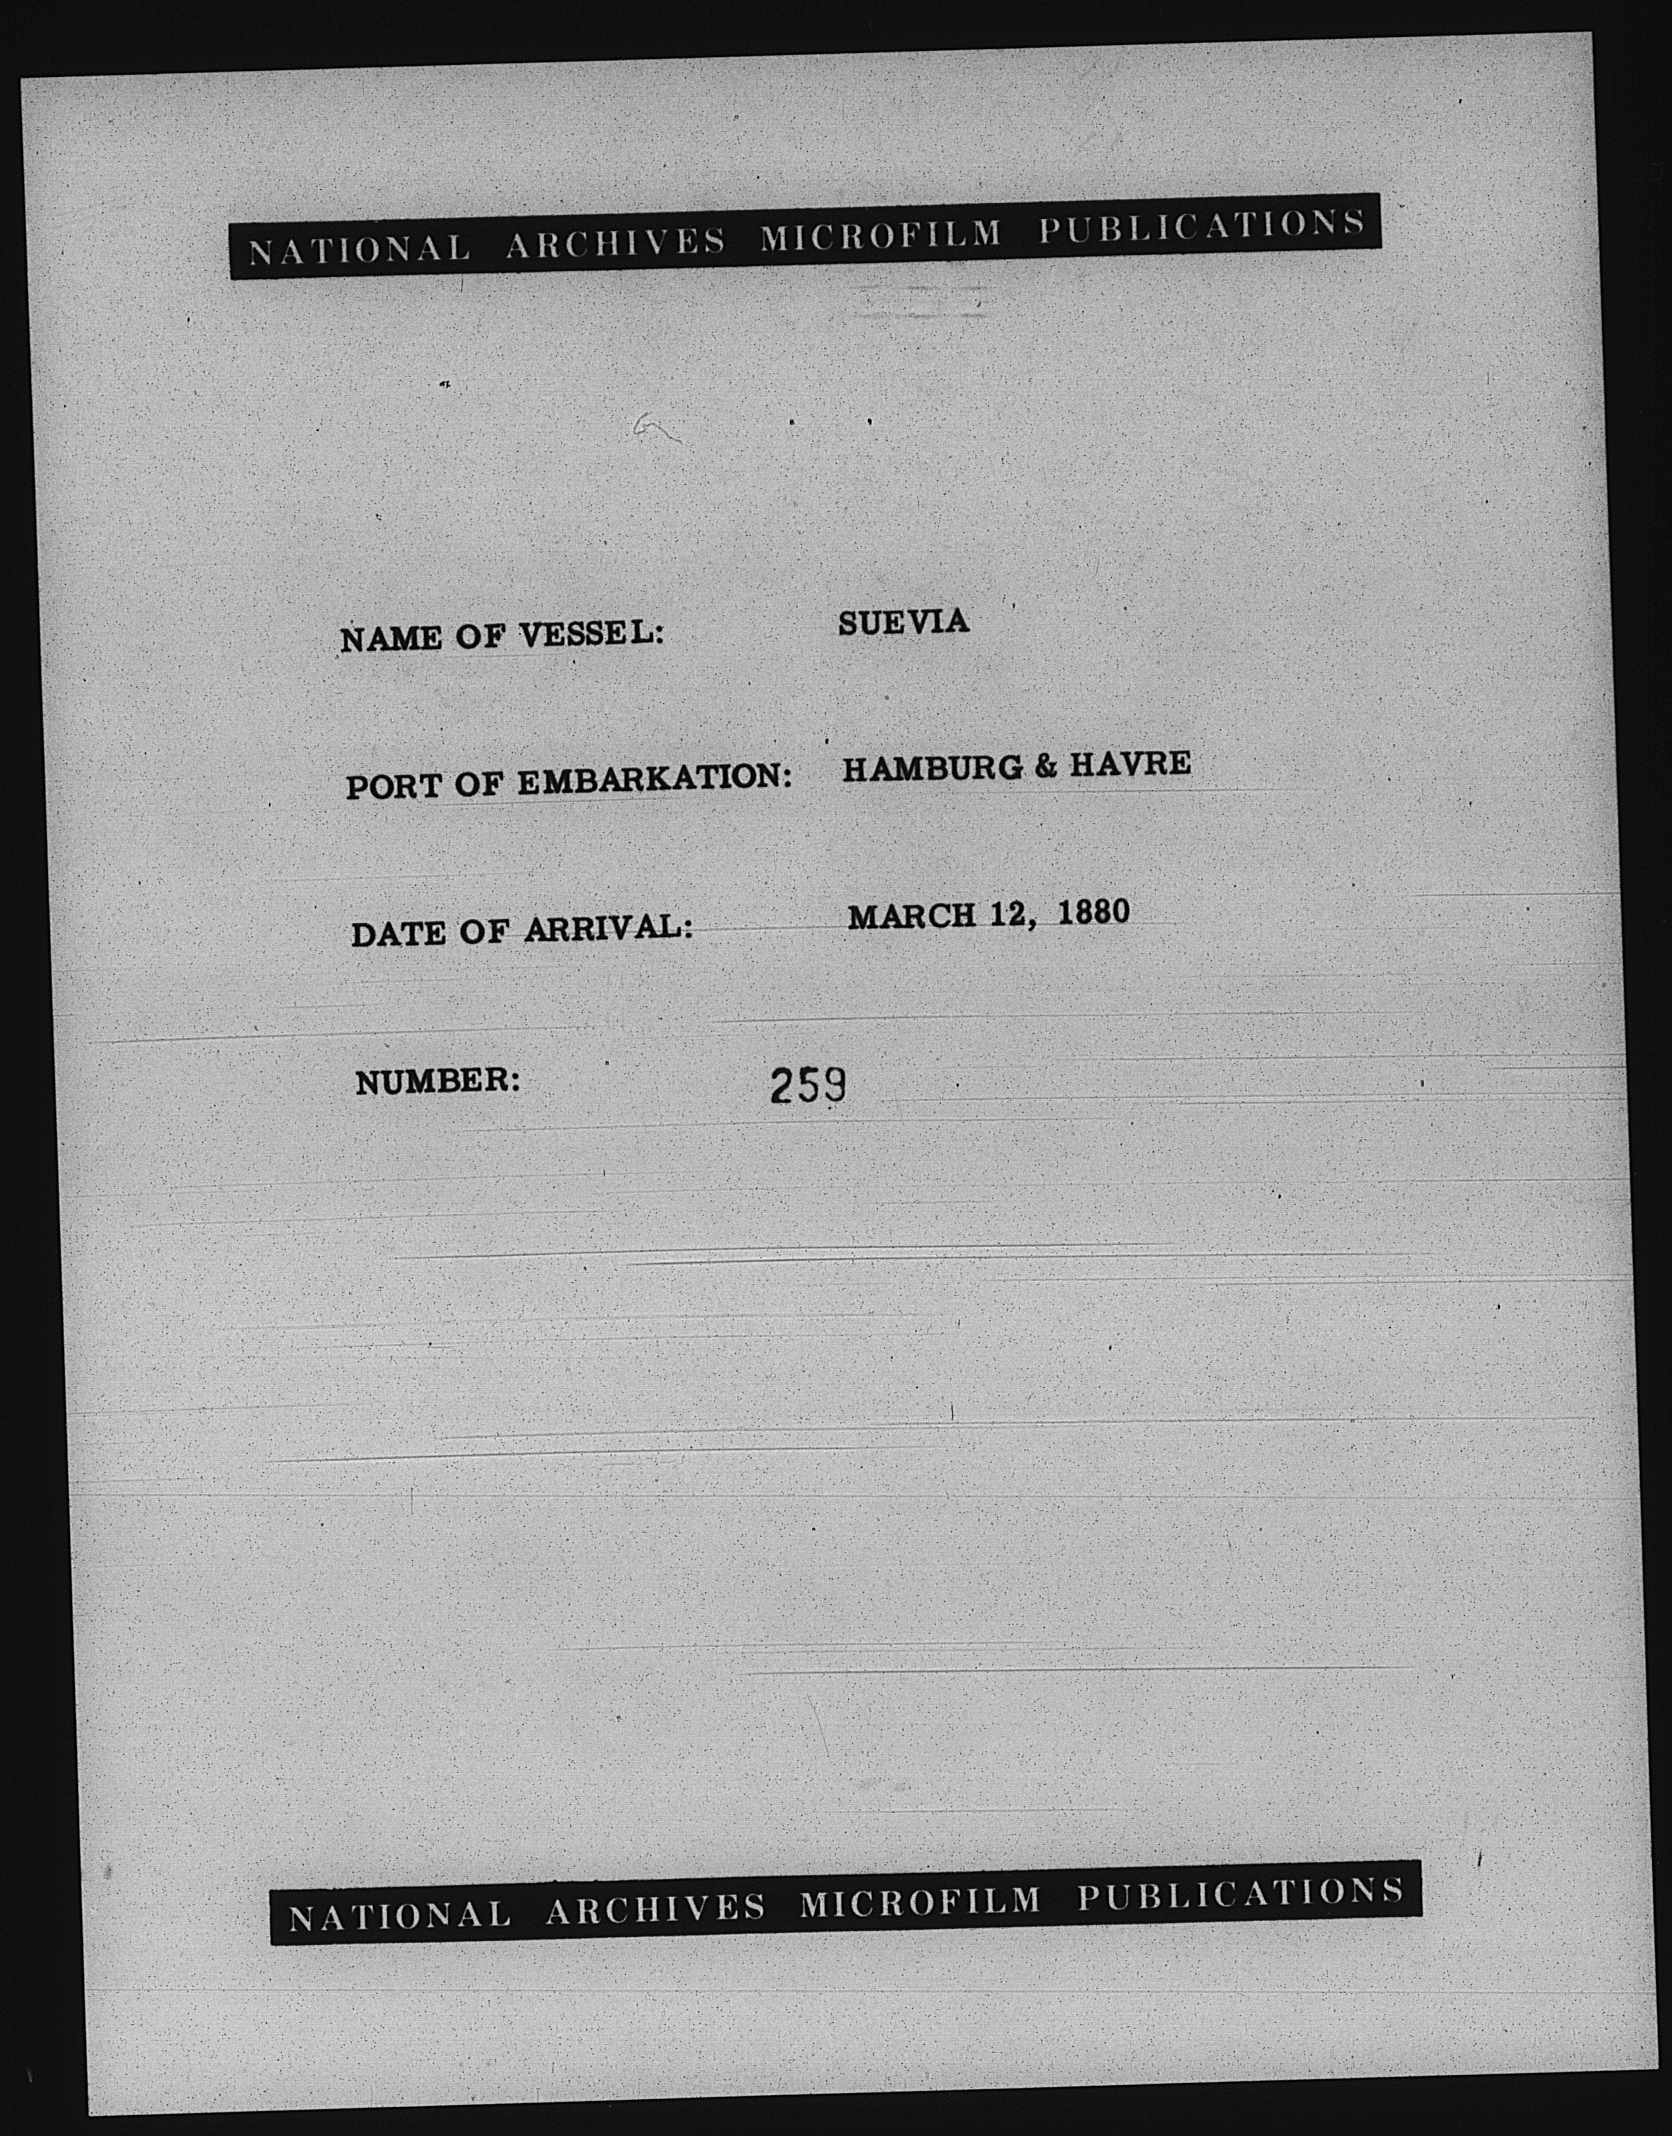 NATIONAL ARCHIVES MICROFILM PUBLICATIONS
NAME OF VESSEL: SUEVIA
PORT OF EMBARKATION: HAMBURG & HAVRE
DATE OF ARRIVAL: MARCH 12, 1880
NUMBER: 259
NATIONAL ARCHIVES MICROFILM PUBLICATIONS